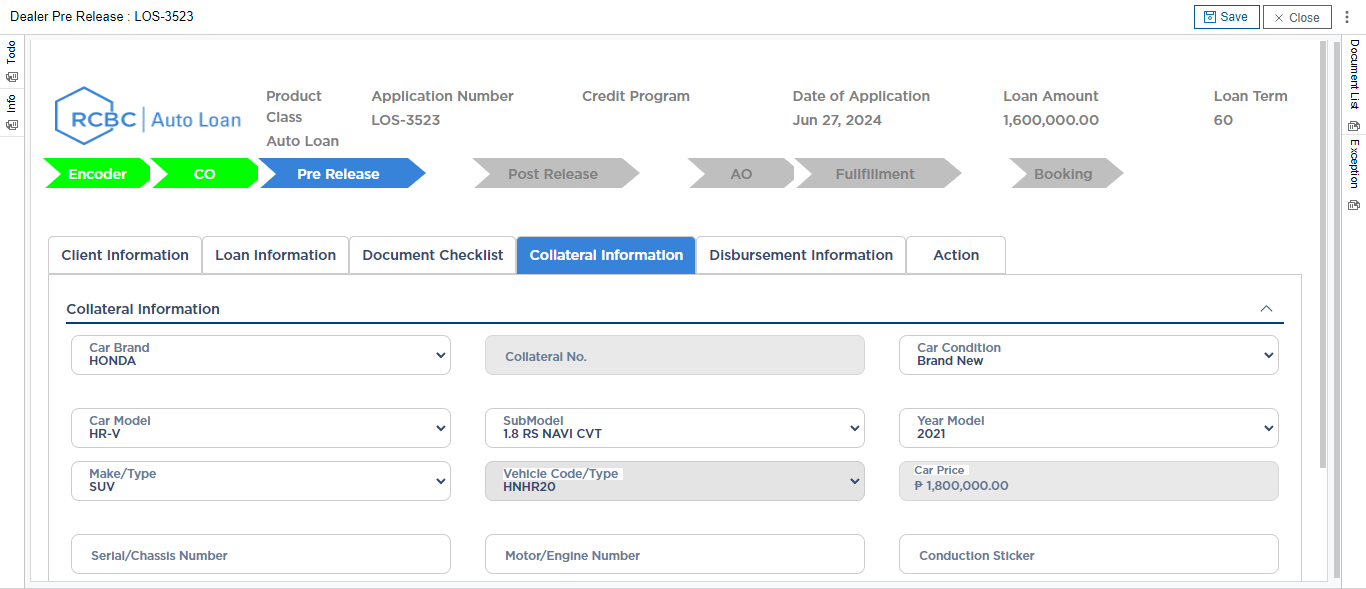 Dealer Pre Release : LOS-3523
Save
Close
Todo
Info
Document List
Exception
RCBC Auto Loan
Product Class
Auto Loan
Application Number
LOS-3523
Credit Program
Date of Application
Jun 27, 2024
Loan Amount
1,600,000.00
Loan Term
60
Encoder
CO
Pre Release
Post Release
AO
Fullfillment
Booking
Client Information
Loan Information
Document Checklist
Collateral Information
Disbursement Information
Action
Collateral Information
Car Brand
HONDA
Collateral No.
Car Condition
Brand New
Car Model
HR-V
SubModel
1.8 RS NAVI CVT
Year Model
2021
Make/Type
SUV
Vehicle Code/Type
HNHR20
Car Price
₱ 1,800,000.00
Serial/Chassis Number
Motor/Engine Number
Conduction Sticker